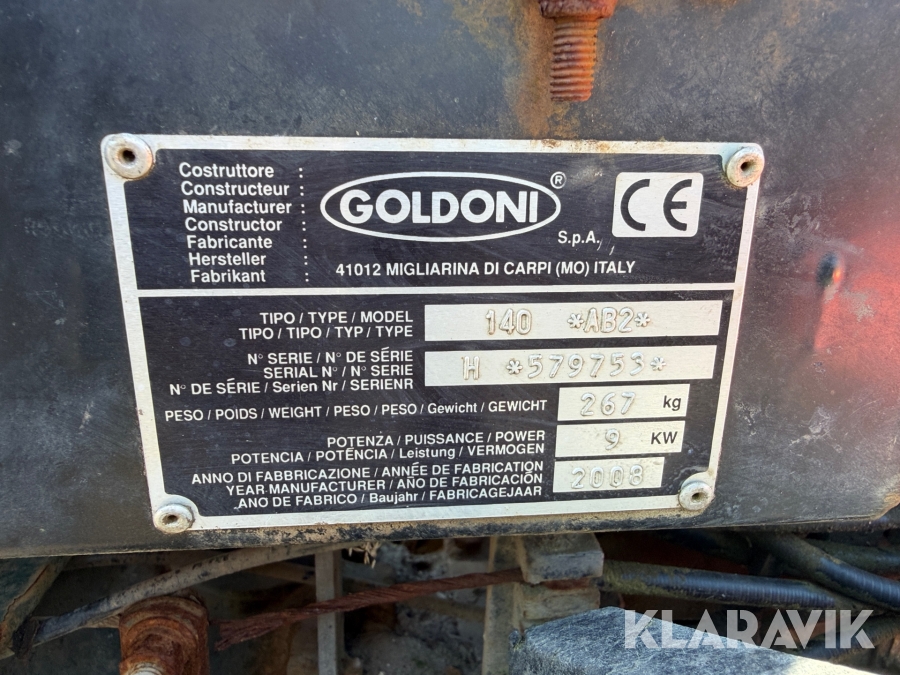 Costruttore :
Constructeur :
Manufacturer :
Constructor :
Fabricante :
Hersteller :
Fabrikant :
GOLDONI ®
S.p.A.
CE
41012 MIGLIARINA DI CARPI (MO) ITALY
TIPO / TYPE / MODEL
TIPO / TIPO / TYP / TYPE
140 *AB2*
N° SERIE / N° DE SÉRIE
SERIAL N° / N° SERIE
N° DE SÉRIE / Serien Nr / SERIENR
H *579753*
PESO / POIDS / WEIGHT / PESO / PESO / Gewicht / GEWICHT 267 kg
POTENZA / PUISSANCE / POWER
POTENCIA / POTÊNCIA / Leistung / VERMOGEN
9 KW
ANNO DI FABBRICAZIONE / ANNÉE DE FABRICATION
YEAR MANUFACTURER / AÑO DE FABRICACIÓN
ANO DE FABRICO / Baujahr / FABRICAGEJAAR
2008
KLARAVIK